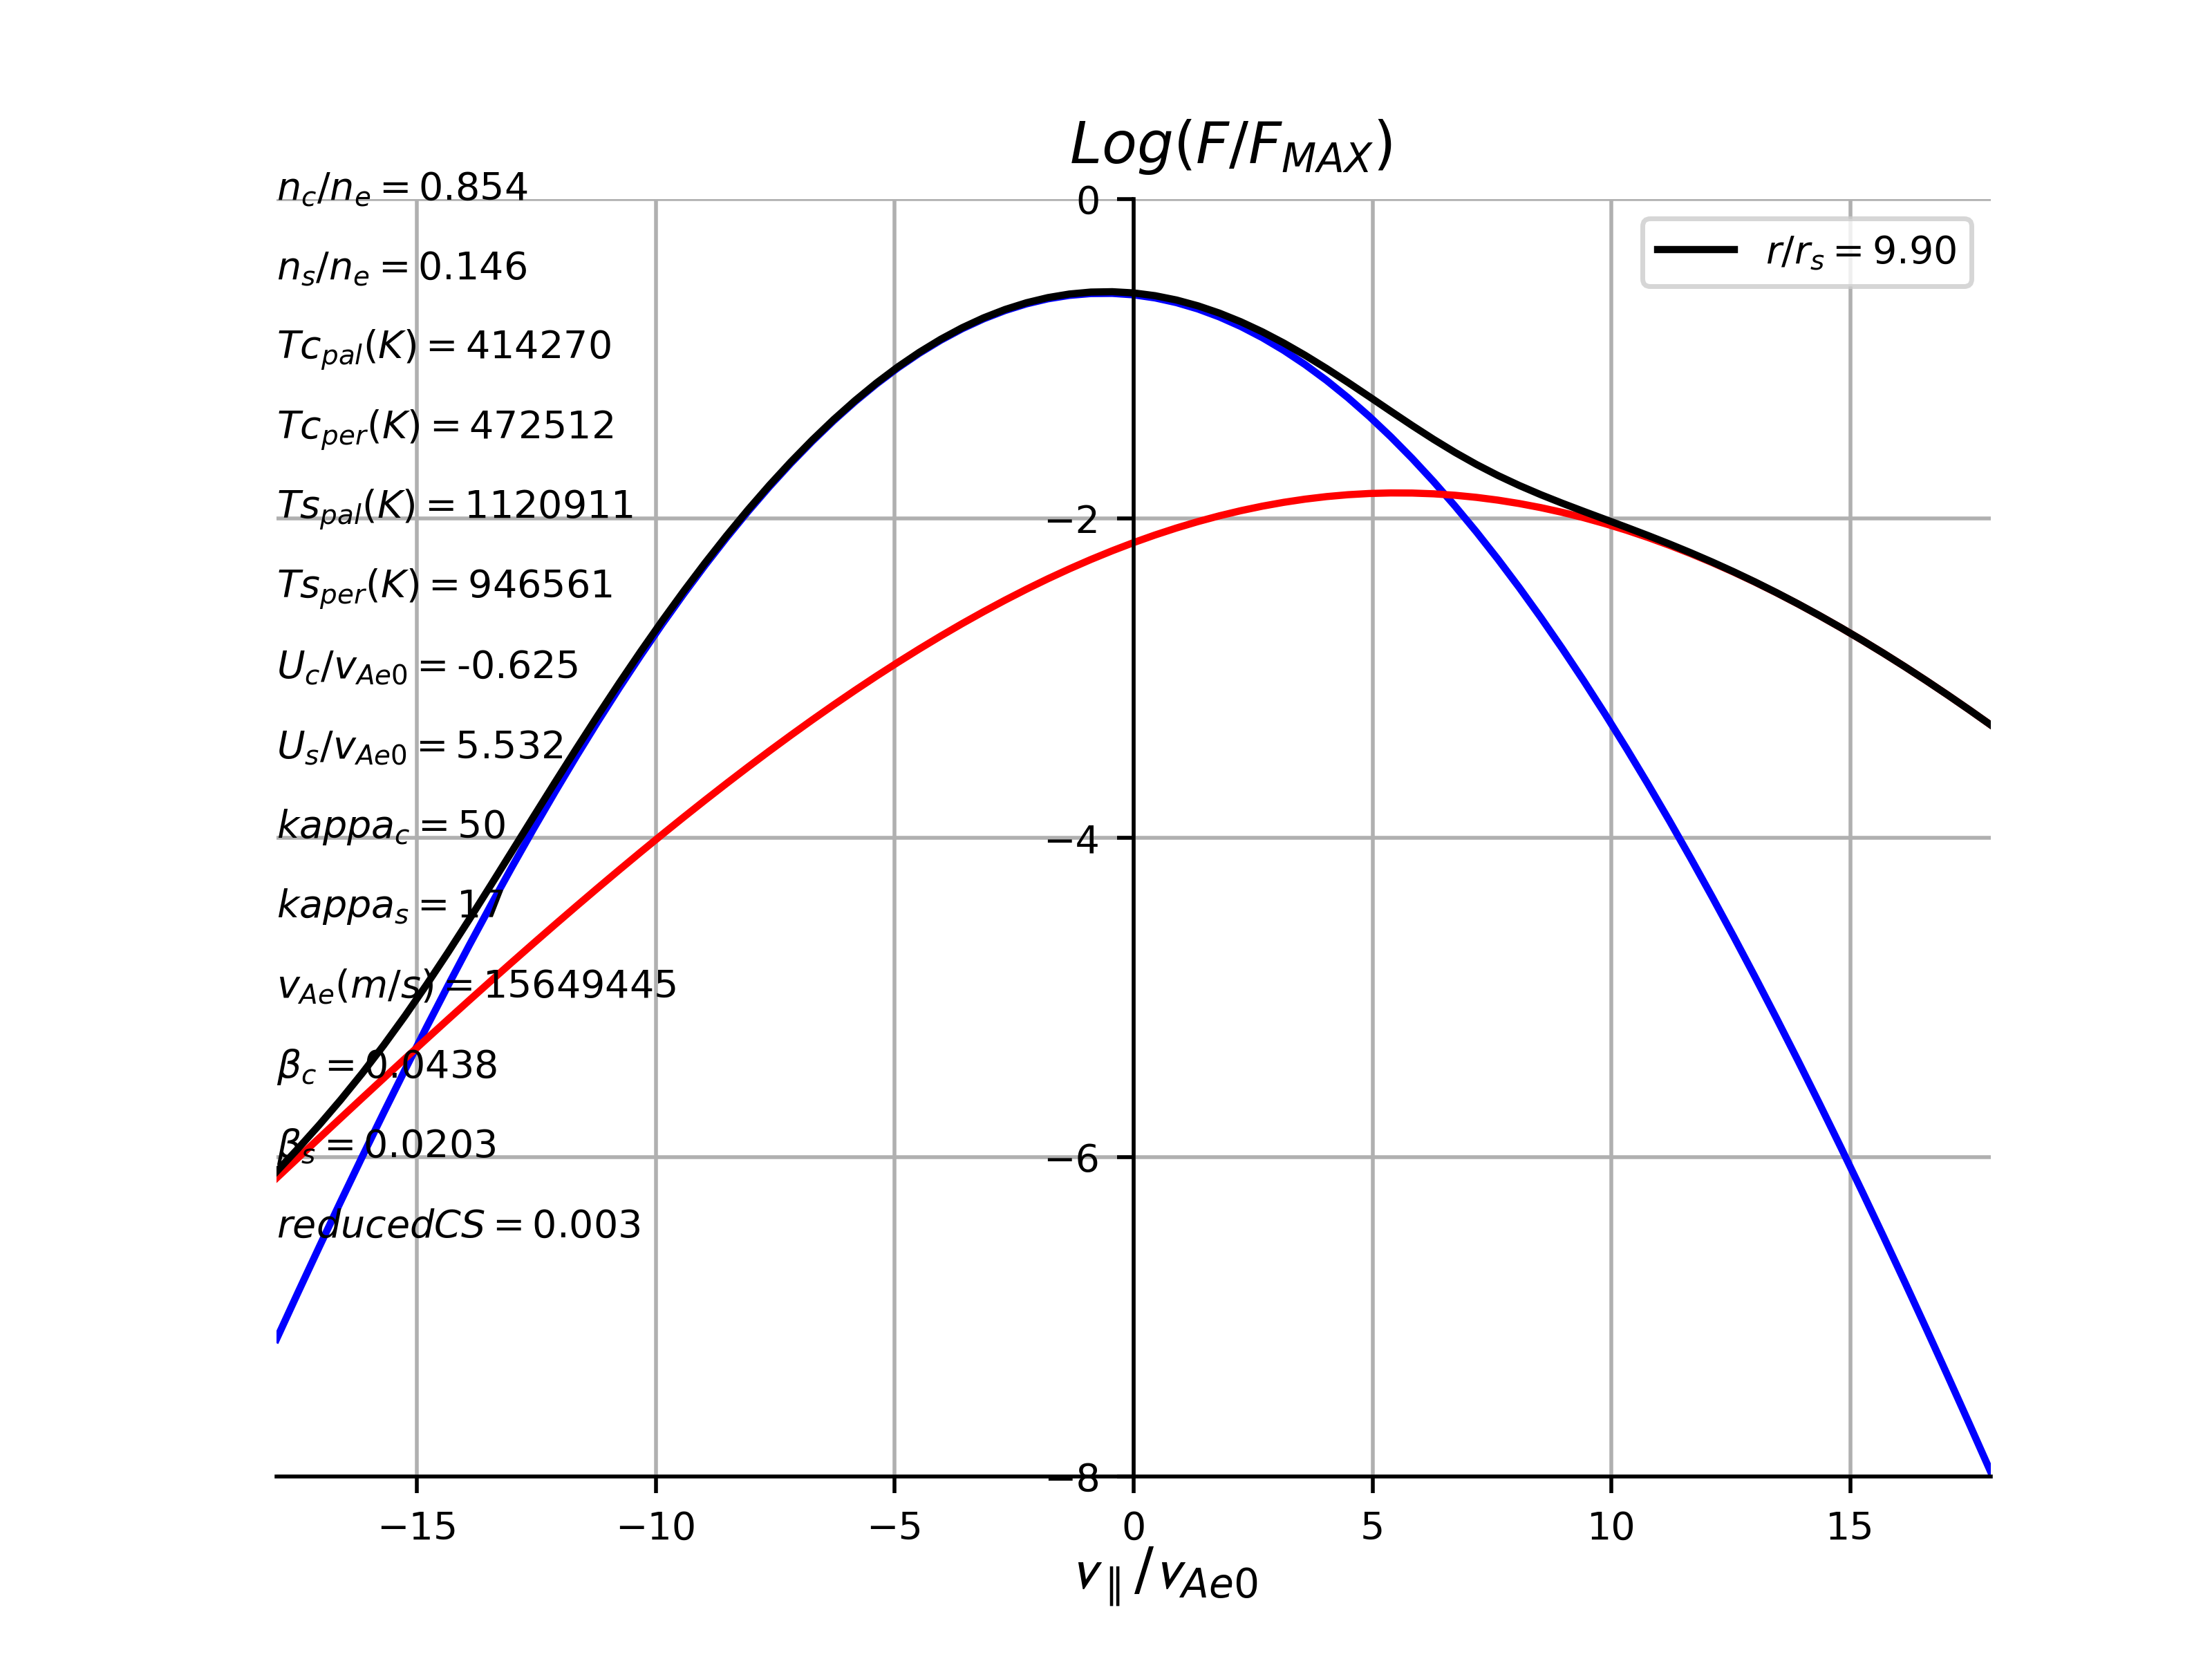 Log(F/F_MAX)
n_c/n_e = 0.854
0
r/r_s = 9.90
n_s/n_e = 0.146
Tc_pal(K) = 414270
Tc_per(K) = 472512
Ts_pal(K) = 1120911
−2
Ts_per(K) = 946561
U_c/v_Ae0 = -0.625
U_s/v_Ae0 = 5.532
kappa_c = 50
−4
kappa_s = 17
v_Ae(m/s) = 15649445
β_c = 0.0438
β_s = 0.0203
−6
reducedCS = 0.003
−8
−15 −10 −5 0 5 10 15
v_∥/v_Ae0